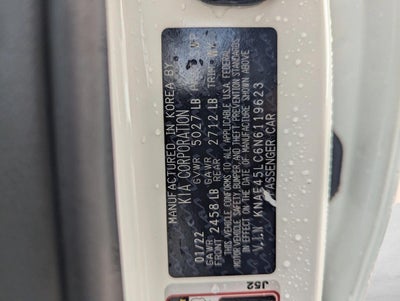 MANUFACTURED IN KOREA BY
KIA CORPORATION
01/22 GVWR: 5027 LB
GAWR FRONT 2458 LB GAWR REAR 2712 LB
THIS VEHICLE CONFORMS TO ALL APPLICABLE U.S.A. FEDERAL
MOTOR VEHICLE SAFETY, BUMPER, AND THEFT PREVENTION STANDARDS
IN EFFECT ON THE DATE OF MANUFACTURE SHOWN ABOVE
V.I.N KNAE45LC6N6119623
PASSENGER CAR
J52